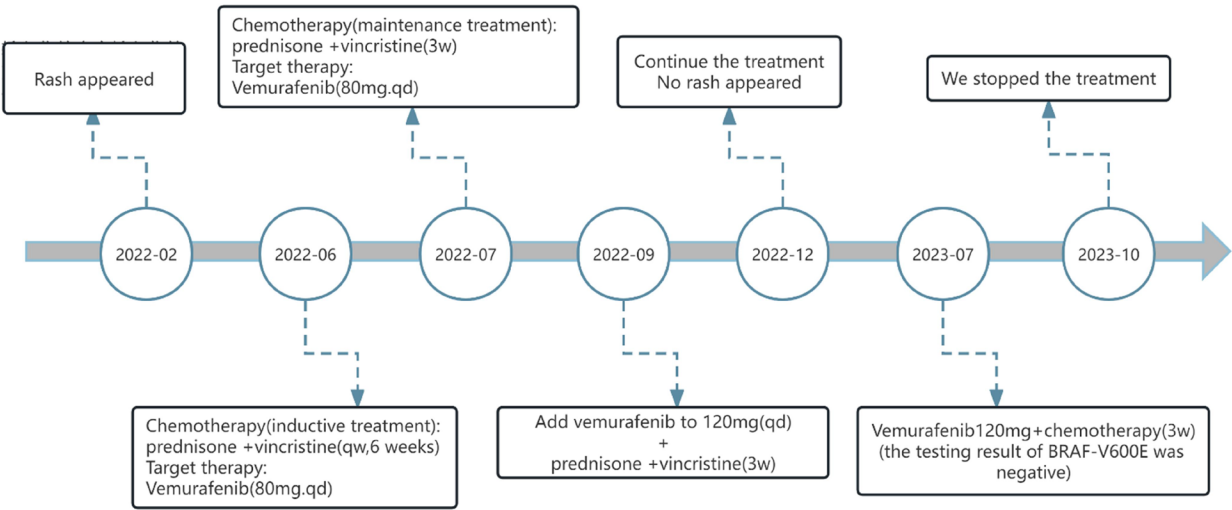 Rash appeared
Chemotherapy(maintenance treatment):
prednisone +vincristine(3w)
Target therapy:
Vemurafenib(80mg.qd)
Continue the treatment
No rash appeared
We stopped the treatment
2022-02
2022-06
2022-07
2022-09
2022-12
2023-07
2023-10
Chemotherapy(inductive treatment):
prednisone +vincristine(qw,6 weeks)
Target therapy:
Vemurafenib(80mg.qd)
Add vemurafenib to 120mg(qd)
+
prednisone +vincristine(3w)
Vemurafenib120mg+chemotherapy(3w)
(the testing result of BRAF-V600E was
negative)